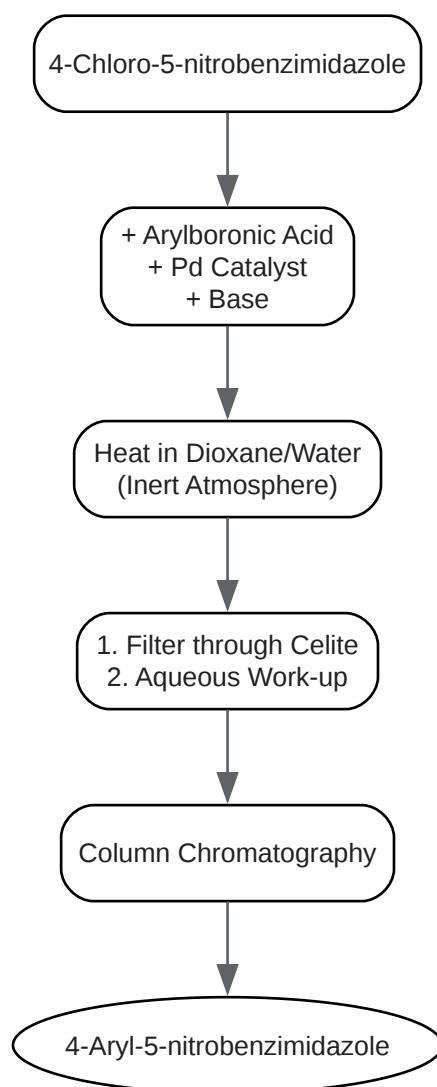 4-Chloro-5-nitrobenzimidazole
+ Arylboronic Acid
+ Pd Catalyst
+ Base
Heat in Dioxane/Water
(Inert Atmosphere)
1. Filter through Celite
2. Aqueous Work-up
Column Chromatography
4-Aryl-5-nitrobenzimidazole